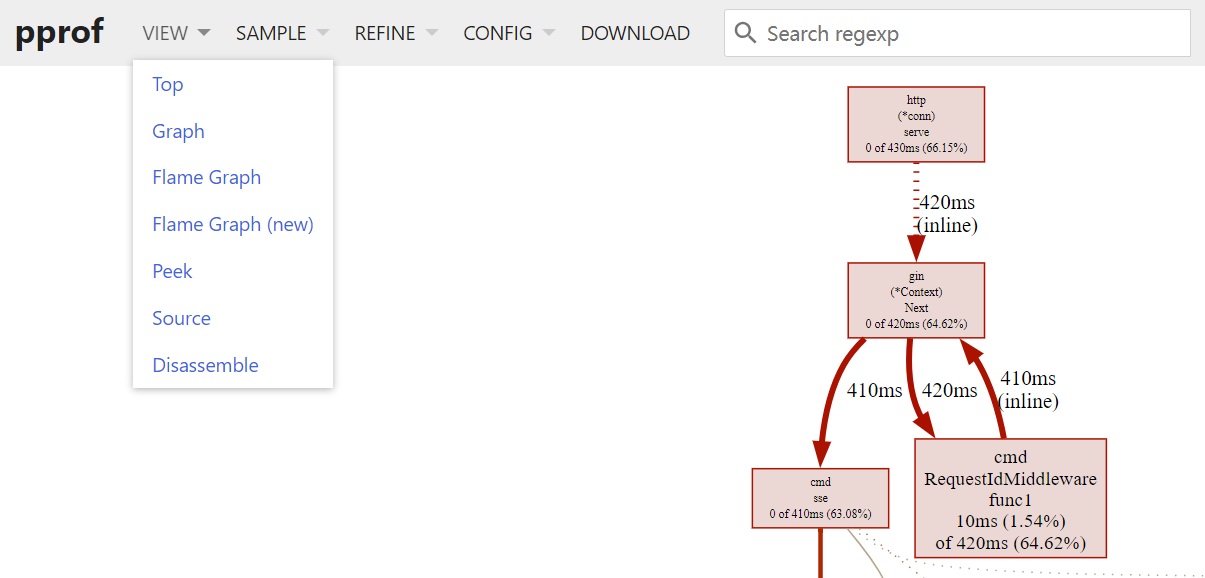 pprof
VIEW
SAMPLE
REFINE
CONFIG
DOWNLOAD
Search regexp
Top
Graph
Flame Graph
Flame Graph (new)
Peek
Source
Disassemble
http
(*conn)
serve
0 of 430ms (66.15%)
420ms
(inline)
gin
(*Context)
Next
0 of 420ms (64.62%)
410ms
420ms
410ms
(inline)
cmd
sse
0 of 410ms (63.08%)
cmd
RequestIdMiddleware
func1
10ms (1.54%)
of 420ms (64.62%)